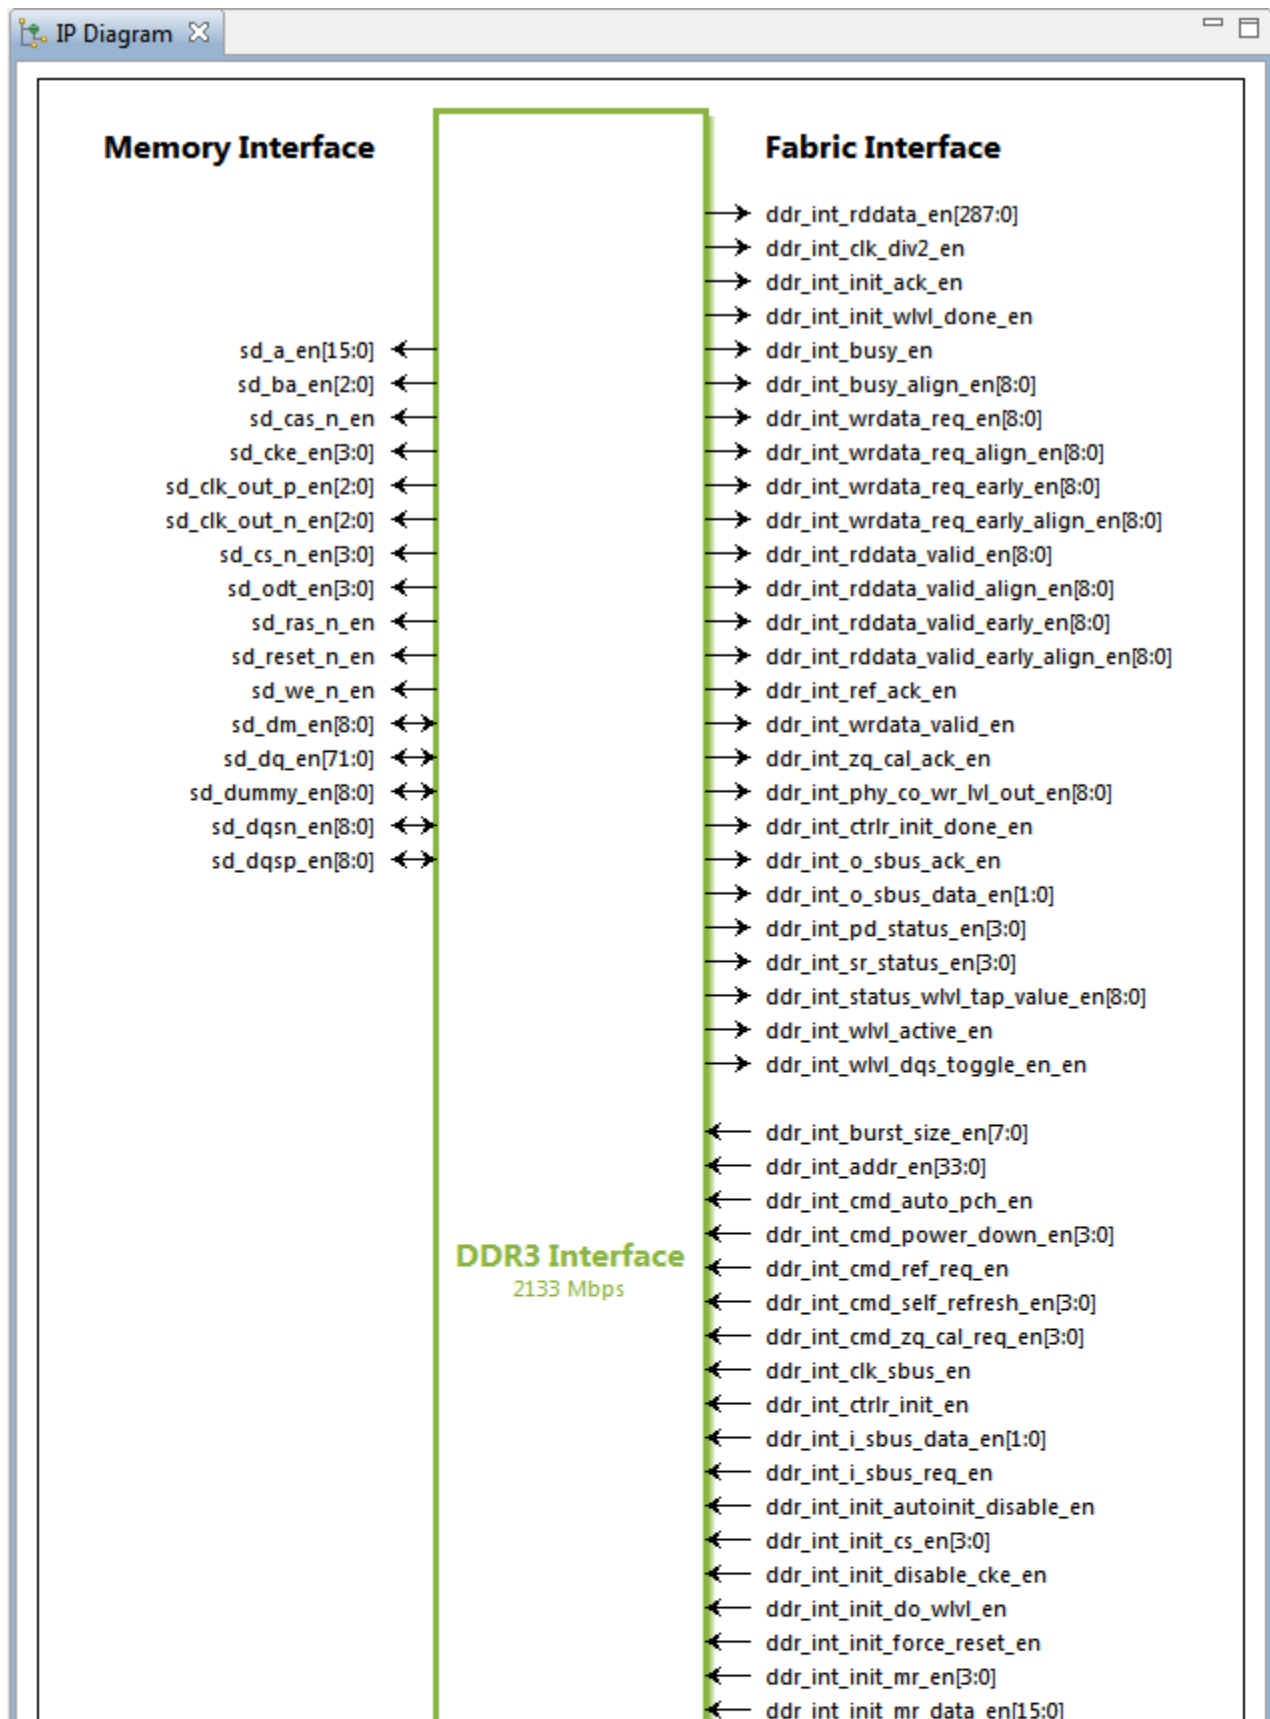 IP Diagram
Memory Interface
Fabric Interface
ddr_int_rddata_en[287:0]
ddr_int_clk_div2_en
ddr_int_init_ack_en
ddr_int_init_wlvl_done_en
sd_a_en[15:0]
ddr_int_busy_en
sd_ba_en[2:0]
ddr_int_busy_align_en[8:0]
sd_cas_n_en
ddr_int_wrdata_req_en[8:0]
sd_cke_en[3:0]
ddr_int_wrdata_req_align_en[8:0]
sd_clk_out_p_en[2:0]
ddr_int_wrdata_req_early_en[8:0]
sd_clk_out_n_en[2:0]
ddr_int_wrdata_req_early_align_en[8:0]
sd_cs_n_en[3:0]
ddr_int_rddata_valid_en[8:0]
sd_odt_en[3:0]
ddr_int_rddata_valid_align_en[8:0]
sd_ras_n_en
ddr_int_rddata_valid_early_en[8:0]
sd_reset_n_en
ddr_int_rddata_valid_early_align_en[8:0]
sd_we_n_en
ddr_int_ref_ack_en
sd_dm_en[8:0]
ddr_int_wrdata_valid_en
sd_dq_en[71:0]
ddr_int_zq_cal_ack_en
sd_dummy_en[8:0]
ddr_int_phy_co_wr_lvl_out_en[8:0]
sd_dqsn_en[8:0]
ddr_int_ctrlr_init_done_en
sd_dqsp_en[8:0]
ddr_int_o_sbus_ack_en
ddr_int_o_sbus_data_en[1:0]
ddr_int_pd_status_en[3:0]
ddr_int_sr_status_en[3:0]
ddr_int_status_wlvl_tap_value_en[8:0]
ddr_int_wlvl_active_en
ddr_int_wlvl_dqs_toggle_en_en
ddr_int_burst_size_en[7:0]
ddr_int_addr_en[33:0]
ddr_int_cmd_auto_pch_en
ddr_int_cmd_power_down_en[3:0]
DDR3 Interface
ddr_int_cmd_ref_req_en
2133 Mbps
ddr_int_cmd_self_refresh_en[3:0]
ddr_int_cmd_zq_cal_req_en[3:0]
ddr_int_clk_sbus_en
ddr_int_ctrlr_init_en
ddr_int_i_sbus_data_en[1:0]
ddr_int_i_sbus_req_en
ddr_int_init_autoinit_disable_en
ddr_int_init_cs_en[3:0]
ddr_int_init_disable_cke_en
ddr_int_init_do_wlvl_en
ddr_int_init_force_reset_en
ddr_int_init_mr_en[3:0]
ddr_int_init_mr_data_en[15:0]